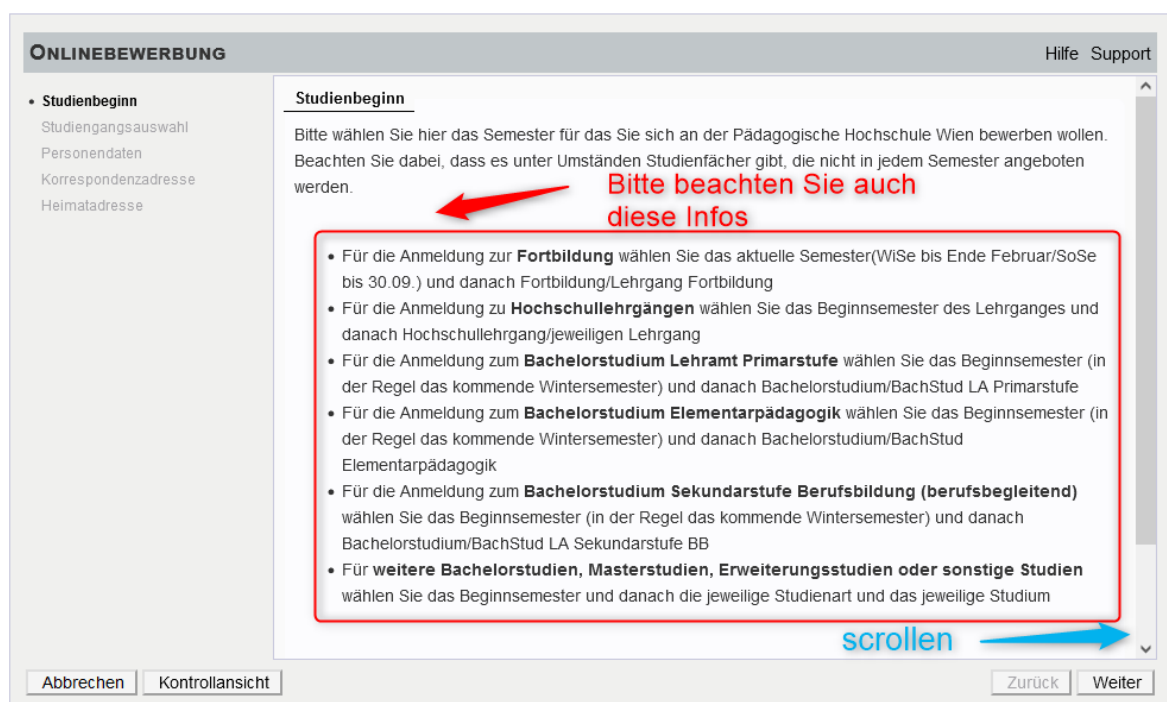 ONLINEBEWERBUNG
Hilfe Support
• Studienbeginn
Studiengangsauswahl
Personendaten
Korrespondenzadresse
Heimatadresse
Studienbeginn
Bitte wählen Sie hier das Semester für das Sie sich an der Pädagogische Hochschule Wien bewerben wollen.
Beachten Sie dabei, dass es unter Umständen Studienfächer gibt, die nicht in jedem Semester angeboten
werden.
Bitte beachten Sie auch
diese Infos
• Für die Anmeldung zur Fortbildung wählen Sie das aktuelle Semester(WiSe bis Ende Februar/SoSe
bis 30.09.) und danach Fortbildung/Lehrgang Fortbildung
• Für die Anmeldung zu Hochschullehrgängen wählen Sie das Beginnsemester des Lehrganges und
danach Hochschullehrgang/jeweiligen Lehrgang
• Für die Anmeldung zum Bachelorstudium Lehramt Primarstufe wählen Sie das Beginnsemester (in
der Regel das kommende Wintersemester) und danach Bachelorstudium/BachStud LA Primarstufe
• Für die Anmeldung zum Bachelorstudium Elementarpädagogik wählen Sie das Beginnsemester (in
der Regel das kommende Wintersemester) und danach Bachelorstudium/BachStud
Elementarpädagogik
• Für die Anmeldung zum Bachelorstudium Sekundarstufe Berufsbildung (berufsbegleitend)
wählen Sie das Beginnsemester (in der Regel das kommende Wintersemester) und danach
Bachelorstudium/BachStud LA Sekundarstufe BB
• Für weitere Bachelorstudien, Masterstudien, Erweiterungsstudien oder sonstige Studien
wählen Sie das Beginnsemester und danach die jeweilige Studienart und das jeweilige Studium
scrollen
Abbrechen Kontrollansicht
Zurück Weiter